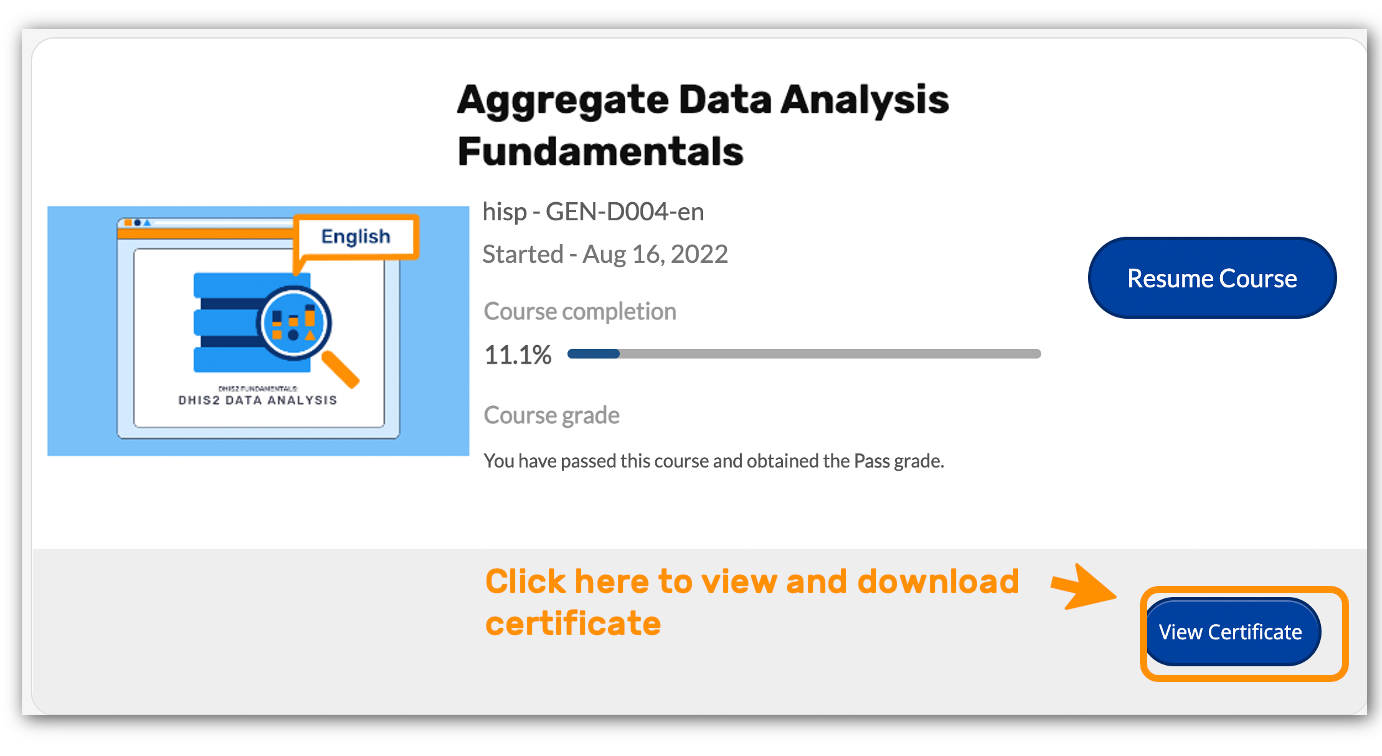 Aggregate Data Analysis
Fundamentals
hisp - GEN-D004-en
Started - Aug 16, 2022
Resume Course
Course completion
11.1%
Course grade
You have passed this course and obtained the Pass grade.
English
DHIS2 FUNDAMENTALS:
DHIS2 DATA ANALYSIS
Click here to view and download
certificate
View Certificate